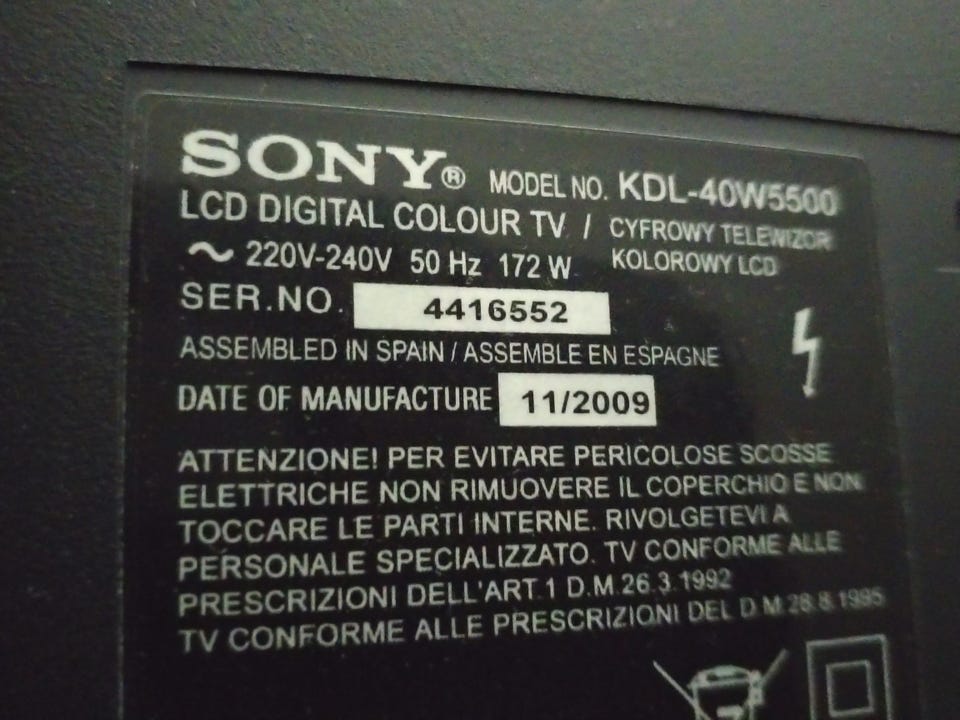 SONY® MODEL NO. KDL-40W5500
LCD DIGITAL COLOUR TV / CYFROWY TELEWIZOR
KOLOROWY LCD
~ 220V-240V 50 Hz 172 W
SER.NO. 4416552
ASSEMBLED IN SPAIN / ASSEMBLE EN ESPAGNE
DATE OF MANUFACTURE 11/2009
ATTENZIONE! PER EVITARE PERICOLOSE SCOSSE
ELETTRICHE NON RIMUOVERE IL COPERCHIO E NON
TOCCARE LE PARTI INTERNE. RIVOLGETEVI A
PERSONALE SPECIALIZZATO. TV CONFORME ALLE
PRESCRIZIONI DELL'ART.1 D.M.26.3.1992
TV CONFORME ALLE PRESCRIZIONI DEL D.M.28.8.1995